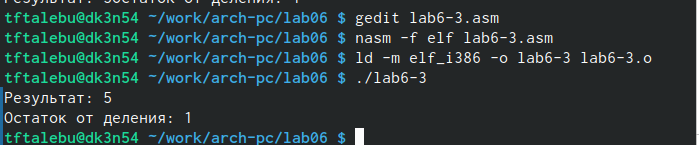 Результат: 5
tftalebu@dk3n54 ~/work/arch-pc/lab06 $ gedit lab6-3.asm
tftalebu@dk3n54 ~/work/arch-pc/lab06 $ nasm -f elf lab6-3.asm
tftalebu@dk3n54 ~/work/arch-pc/lab06 $ ld -m elf_i386 -o lab6-3 lab6-3.o
tftalebu@dk3n54 ~/work/arch-pc/lab06 $ ./lab6-3
Результат: 5
Остаток от деления: 1
tftalebu@dk3n54 ~/work/arch-pc/lab06 $